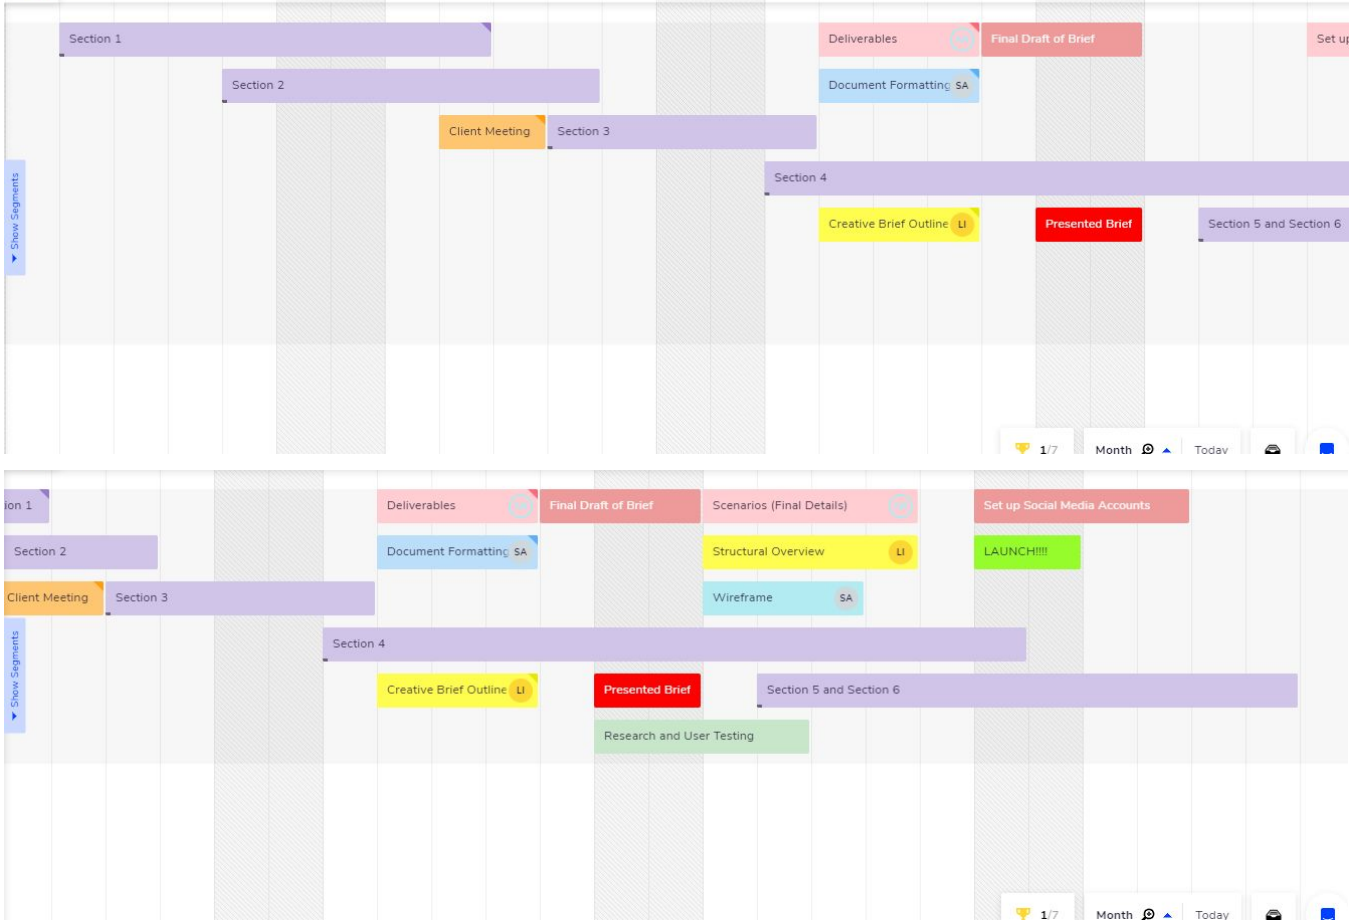 Section 1
Deliverables
Final Draft of Brief
Set up
Section 2
Document Formatting SA
Client Meeting
Section 3
Section 4
Show Segments
Creative Brief Outline LI
Presented Brief
Section 5 and Section 6
1/7
Month
Today
ion 1
Deliverables
Final Draft of Brief
Scenarios (Final Details)
Set up Social Media Accounts
Section 2
Document Formatting SA
Structural Overview LI
LAUNCH!!!!
Client Meeting
Section 3
Wireframe SA
Section 4
Show Segments
Creative Brief Outline LI
Presented Brief
Section 5 and Section 6
Research and User Testing
1/7
Month
Today